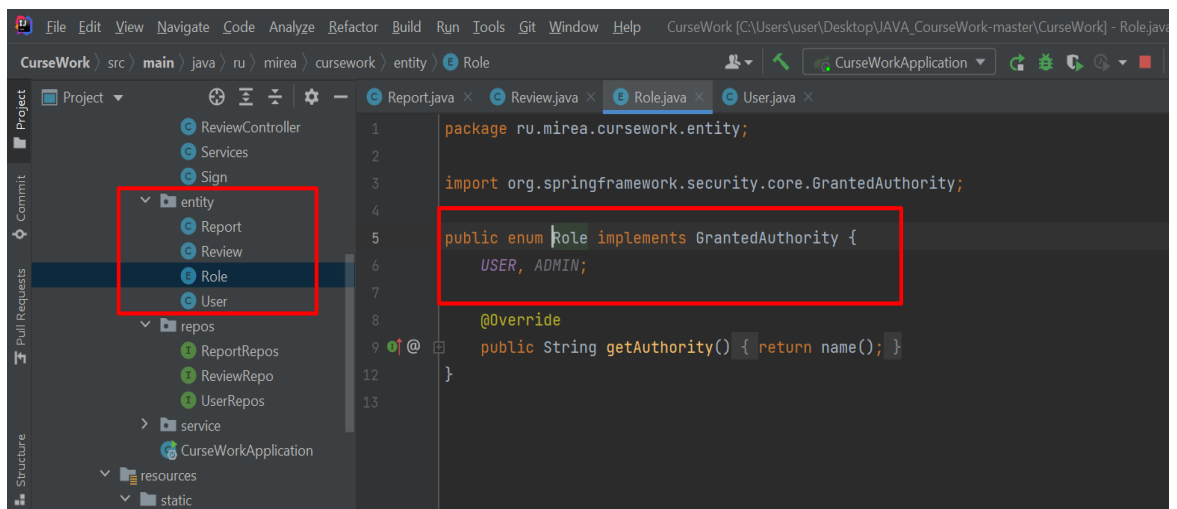 File Edit View Navigate Code Analyze Refactor Build Run Tools Git Window Help CurseWork [C:\Users\user\Desktop\JAVA_CourseWork-master\CurseWork] - Role.java
CurseWork 〉 src 〉 main 〉 java 〉 ru 〉 mirea 〉 cursework 〉 entity 〉 E Role CurseWorkApplication
Project
Report.java × Review.java × Role.java × User.java ×
Project
Commit
Pull Requests
Structure
ReviewController
Services
Sign
entity
Report
Review
Role
User
repos
ReportRepos
ReviewRepo
UserRepos
service
CurseWorkApplication
resources
static
1 package ru.mirea.cursework.entity;
2
3 import org.springframework.security.core.GrantedAuthority;
4
5 public enum Role implements GrantedAuthority {
6 USER, ADMIN;
7
8 @Override
9 @ public String getAuthority() { return name(); }
12 }
13